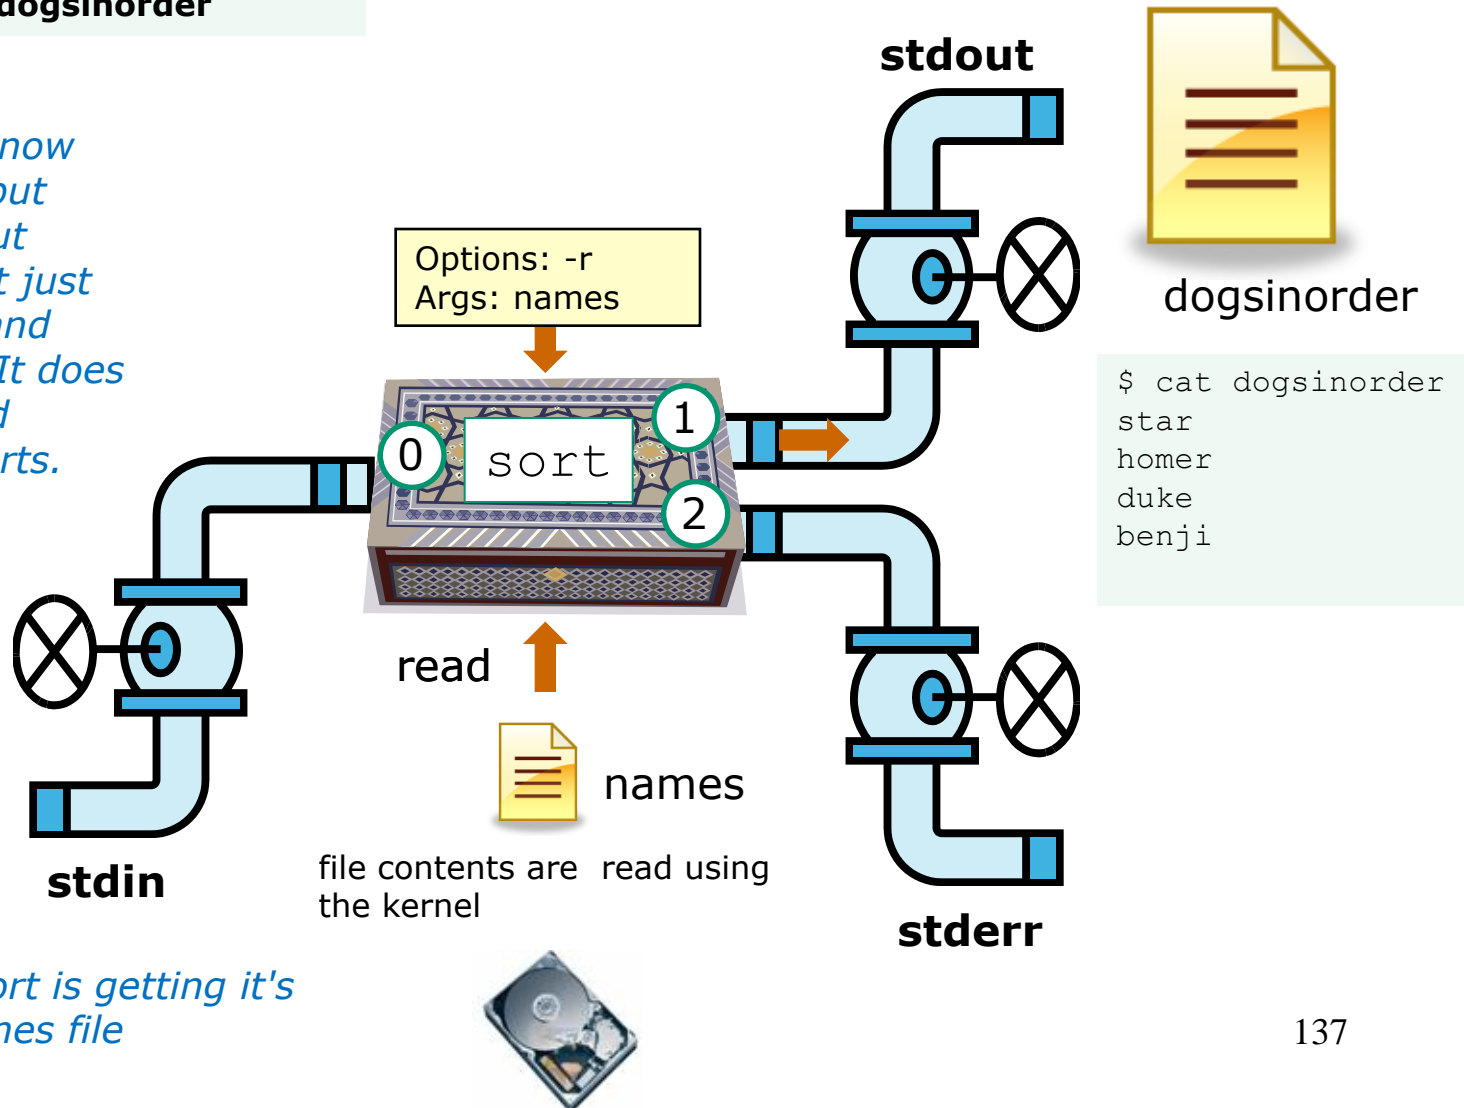 dogsinorder
stdout
now
out
ut
t just
and
It does
d
rts.
Options: -r
Args: names
dogsinorder
$ cat dogsinorder
star
homer
duke
benji
0
sort
1
2
read
names
stdin
file contents are read using
the kernel
stderr
ort is getting it's
nes file
137